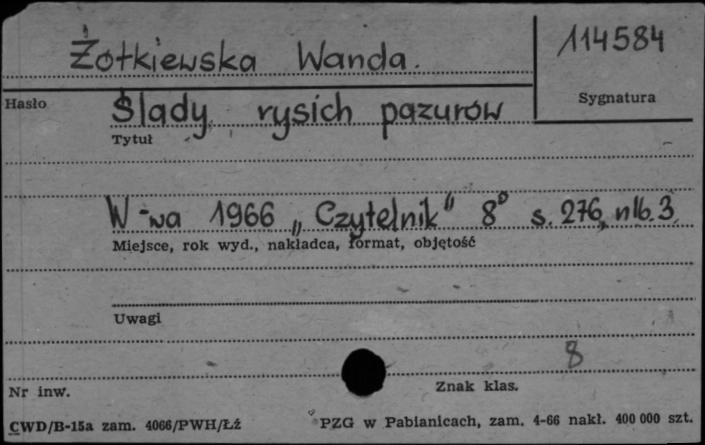 Żółkiewska Wanda.
114584
Hasło
Sygnatura
Ślady rysich pazurów
Tytuł
W-wa 1966 „Czytelnik" 8° s. 276, nlb. 3.
Miejsce, rok wyd., nakładca, format, objętość
Uwagi
8
Nr inw.
Znak klas.
CWD/B-15a zam. 4066/PWH/Łź
PZG w Pabianicach, zam. 4-66 nakł. 400 000 szt.